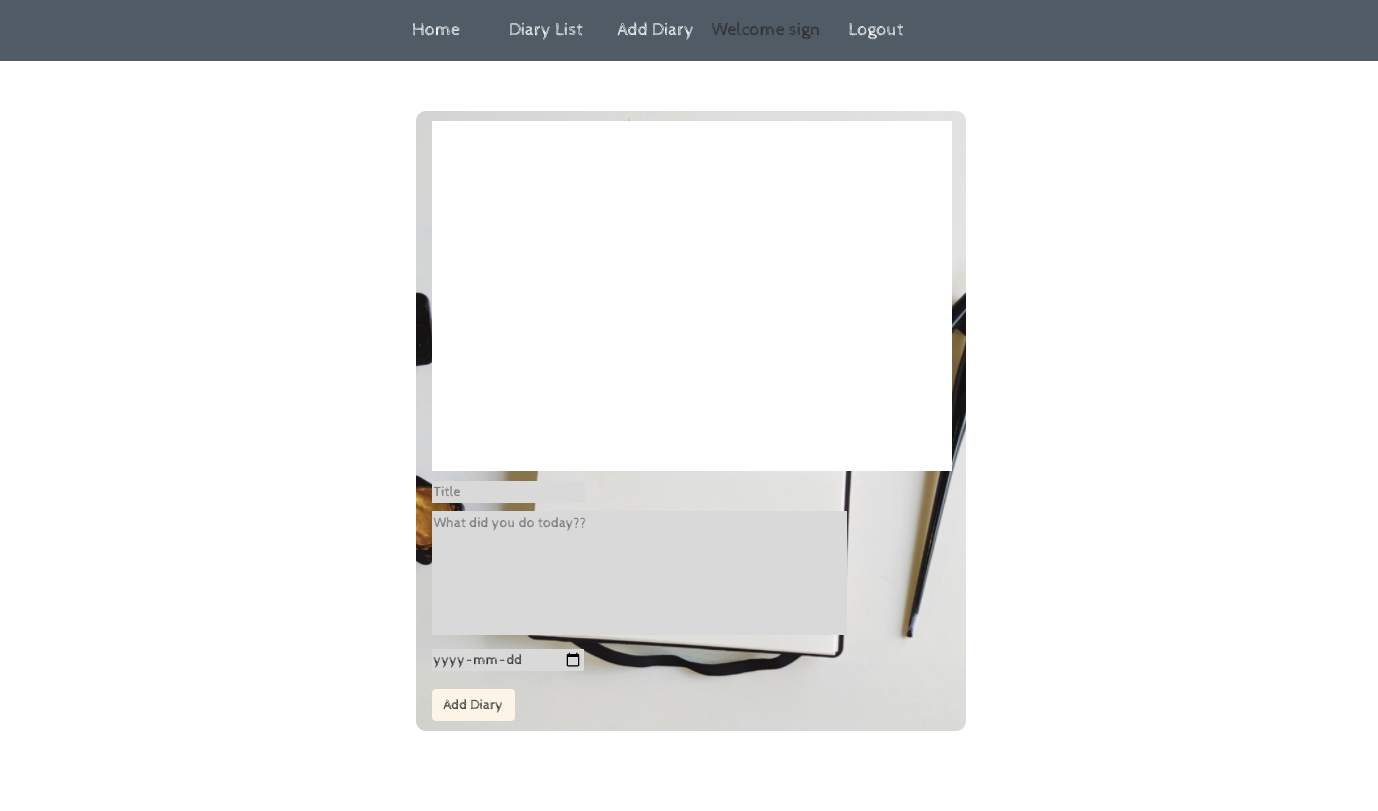 Home Diary List Add Diary Welcome sign Logout
Title
What did you do today??
yyyy-mm-dd
Add Diary